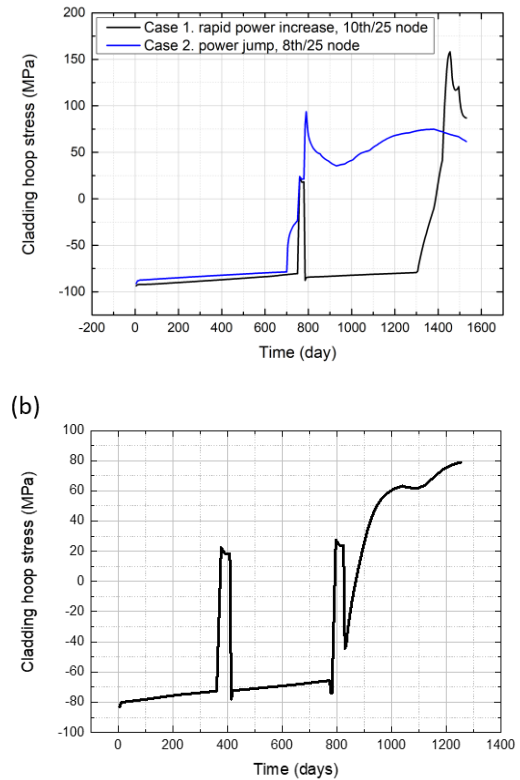 200
Case 1. rapid power increase, 10th/25 node
Case 2. power jump, 8th/25 node
150
100
50
0
-50
-100
Cladding hoop stress (MPa)
-200 0 200 400 600 800 1000 1200 1400 1600
Time (day)
(b)
100
80
60
40
20
0
-20
-40
-60
-80
-100
Cladding hoop stress (MPa)
0 200 400 600 800 1000 1200 1400
Time (days)